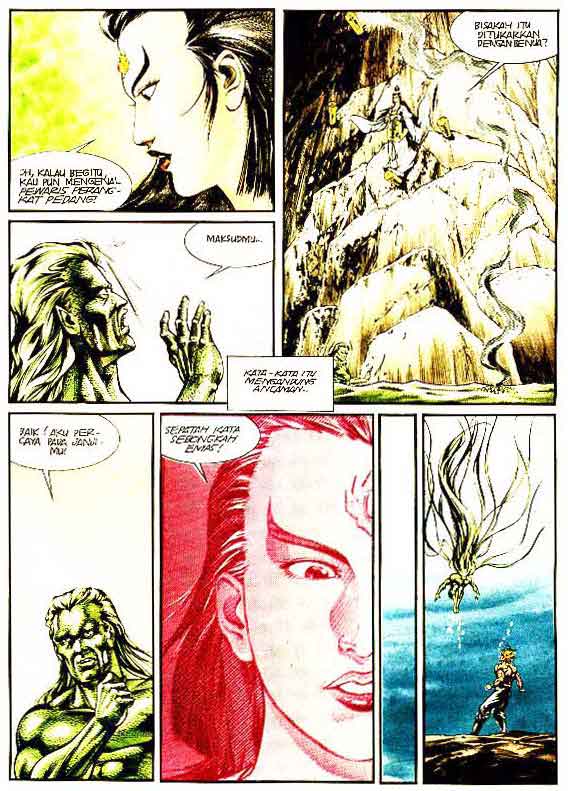 OH, KALAU BEGITU,
KAU PUN MENGENAL
PEWARIS PERANG-
KAT PEDANG!
BISAKAH ITU
DITUKARKAN
DENGAN BENUA?
MAKSUDMU...
KATA-KATA ITU
MENGANDUNG
ANCAMAN..
BAIK! AKU PER-
CAYA PADA JANJI-
MU!
SEPATAH KATA
SEBONGKAH
EMAS!